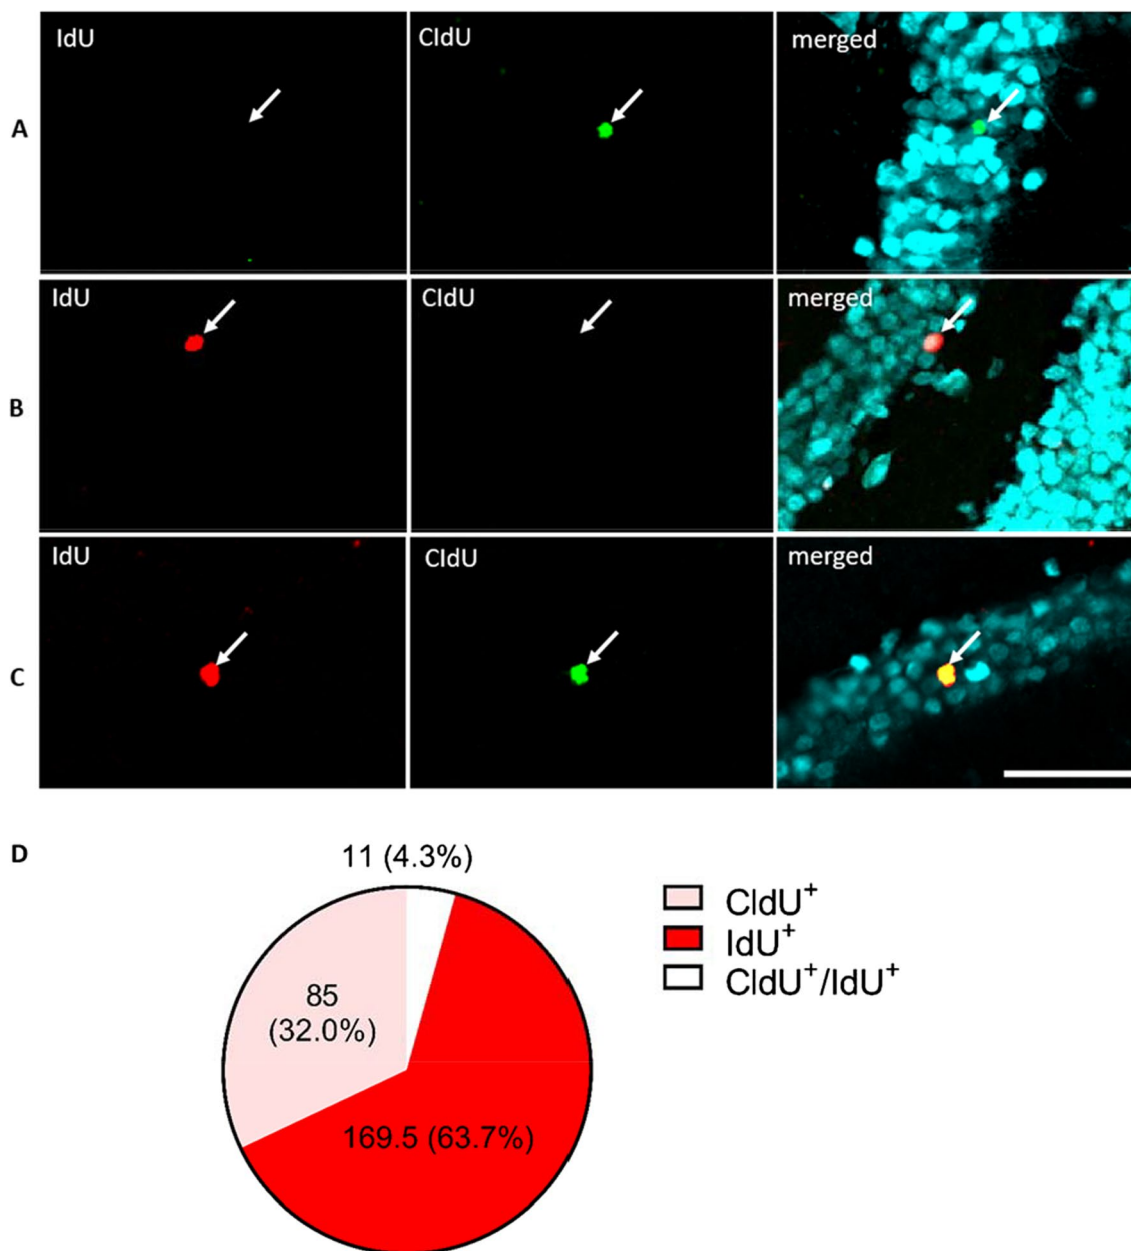 A
IdU
CldU
merged
B
IdU
CldU
merged
C
IdU
CldU
merged
D
11 (4.3%)
85
(32.0%)
169.5 (63.7%)
CldU⁺
IdU⁺
CldU⁺/IdU⁺